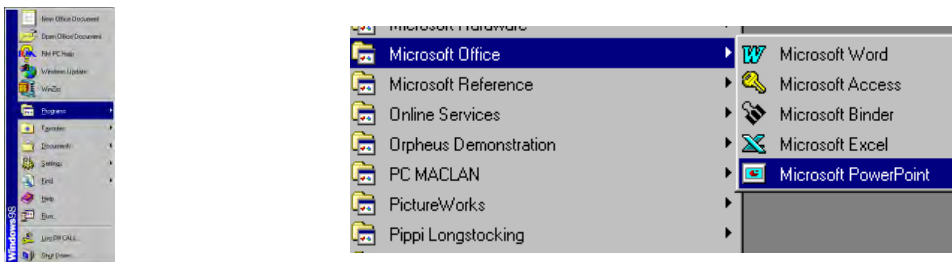 New Office Document
Open Office Document
RM PC Help
Windows Update
WinZip
Programs
Favorites
Documents
Settings
Find
Help
Run...
Shut Down...
Windows98
Microsoft Hardware
Microsoft Office
Microsoft Reference
Online Services
Orpheus Demonstration
PC MACLAN
PictureWorks
Pippi Longstocking
Microsoft Word
Microsoft Access
Microsoft Binder
Microsoft Excel
Microsoft PowerPoint